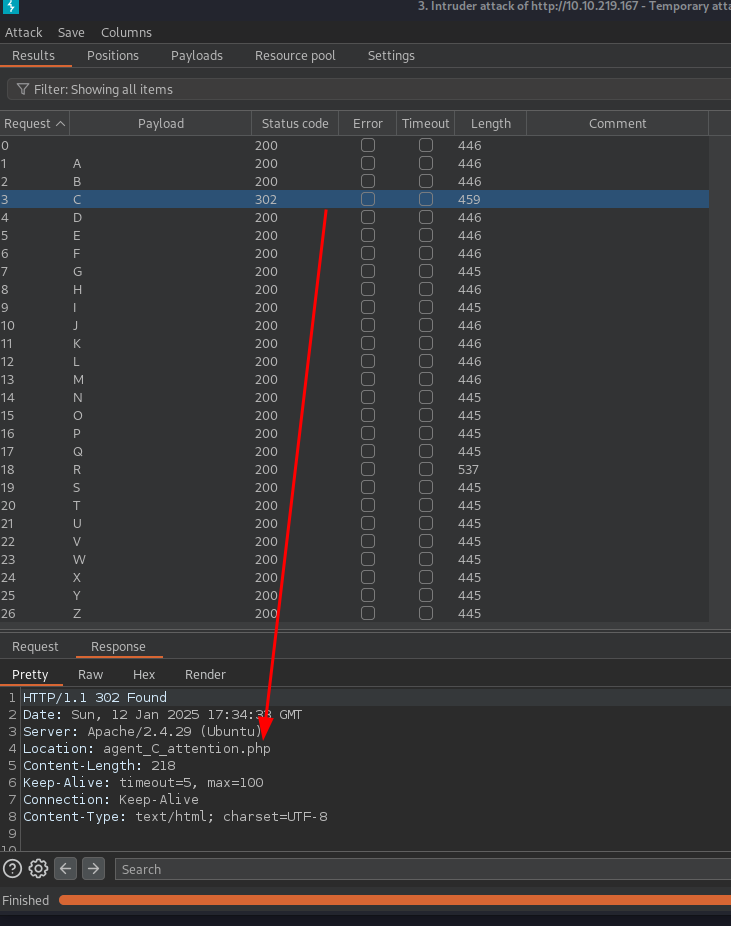 3. Intruder attack of http://10.10.219.167 - Temporary atta
Attack Save Columns
Results Positions Payloads Resource pool Settings
Filter: Showing all items
Request Payload Status code Error Timeout Length Comment
0 200 446
1 A 200 446
2 B 200 446
3 C 302 459
4 D 200 446
5 E 200 446
6 F 200 446
7 G 200 445
8 H 200 446
9 I 200 445
10 J 200 446
11 K 200 446
12 L 200 446
13 M 200 446
14 N 200 445
15 O 200 445
16 P 200 445
17 Q 200 445
18 R 200 537
19 S 200 445
20 T 200 445
21 U 200 445
22 V 200 445
23 W 200 445
24 X 200 445
25 Y 200 445
26 Z 200 445
Request Response
Pretty Raw Hex Render
1 HTTP/1.1 302 Found
2 Date: Sun, 12 Jan 2025 17:34:33 GMT
3 Server: Apache/2.4.29 (Ubuntu)
4 Location: agent_C_attention.php
5 Content-Length: 218
6 Keep-Alive: timeout=5, max=100
7 Connection: Keep-Alive
8 Content-Type: text/html; charset=UTF-8
9
10
Search
Finished